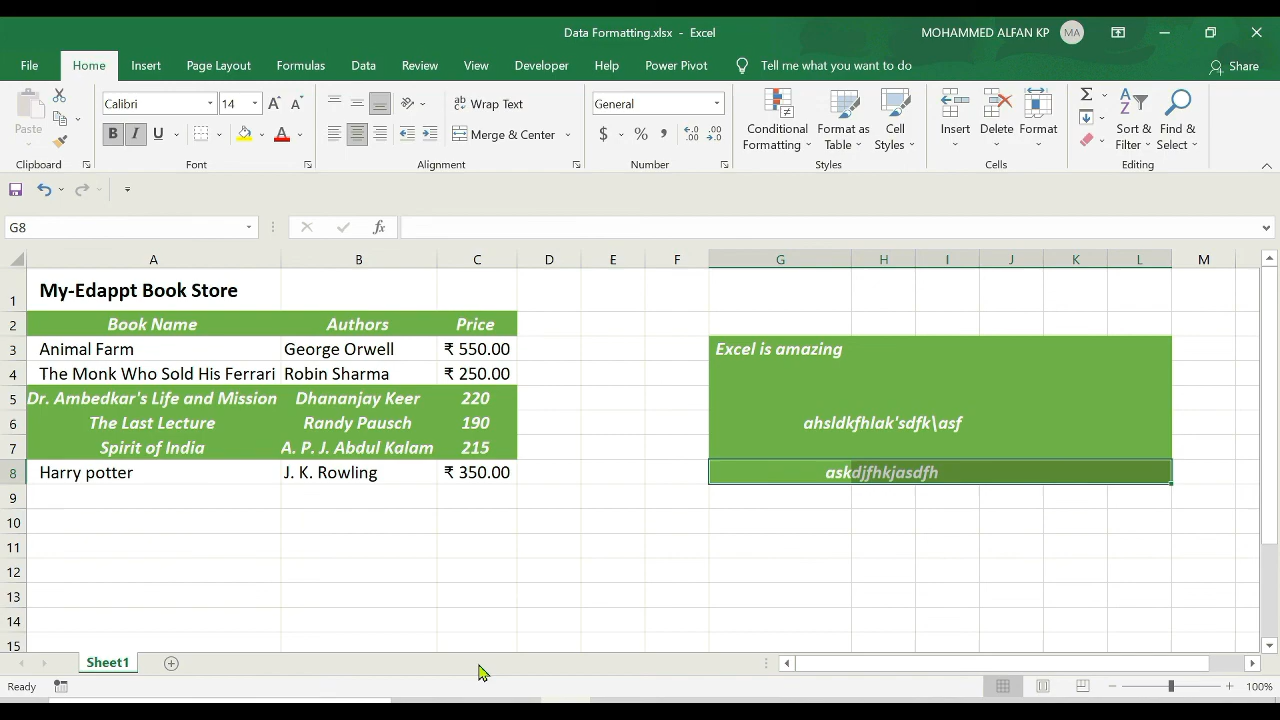 Data Formatting.xlsx - Excel
MOHAMMED ALFAN KP MA
File Home Insert Page Layout Formulas Data Review View Developer Help Power Pivot Tell me what you want to do Share
Paste Calibri 14 A A Wrap Text General Conditional Formatting Format as Table Cell Styles Insert Delete Sort & Filter Find & Select
B I U A Merge & Center $ % ,
Clipboard Font Alignment Number Styles Cells Editing
G8 fx
A B C D E F G H I J K L M
1 My-Edappt Book Store
2 Book Name Authors Price
3 Animal Farm George Orwell ₹ 550.00 Excel is amazing
4 The Monk Who Sold His Ferrari Robin Sharma ₹ 250.00
5 Dr. Ambedkar's Life and Mission Dhananjay Keer 220
6 The Last Lecture Randy Pausch 190 ahsldkfhlak'sdfk\asf
7 Spirit of India A. P. J. Abdul Kalam 215
8 Harry potter J. K. Rowling ₹ 350.00 askdjfhkjasdfh
9
10
11
12
13
14
15
Sheet1
Ready 100%